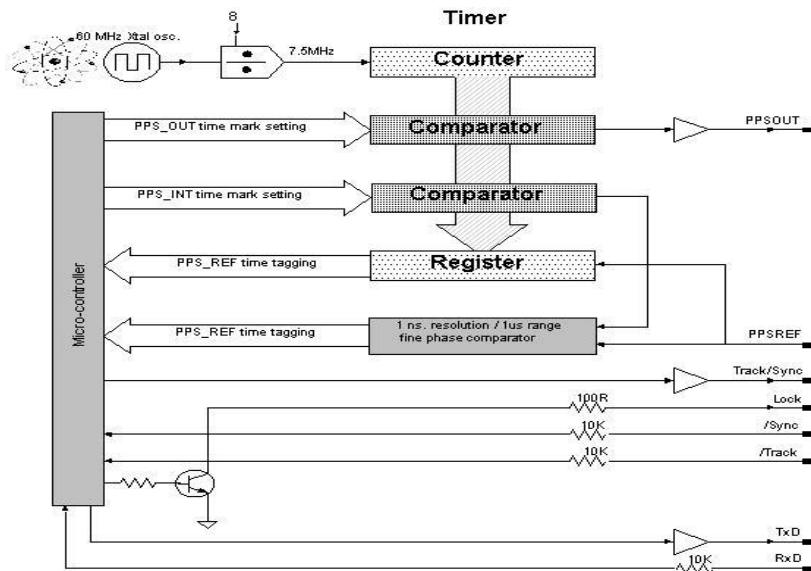 8
Timer
60 MHz Xtal osc.
7.5MHz
Counter
PPS_OUT time mark setting
Comparator
PPSOUT
PPS_INT time mark setting
Comparator
PPS_REF time tagging
Register
Micro-controller
PPS_REF time tagging
1 ns. resolution / 1us range
fine phase comparator
PPSREF
Track/Sync
100R
Lock
10K
/Sync
10K
/Track
TxD
10K
RxD